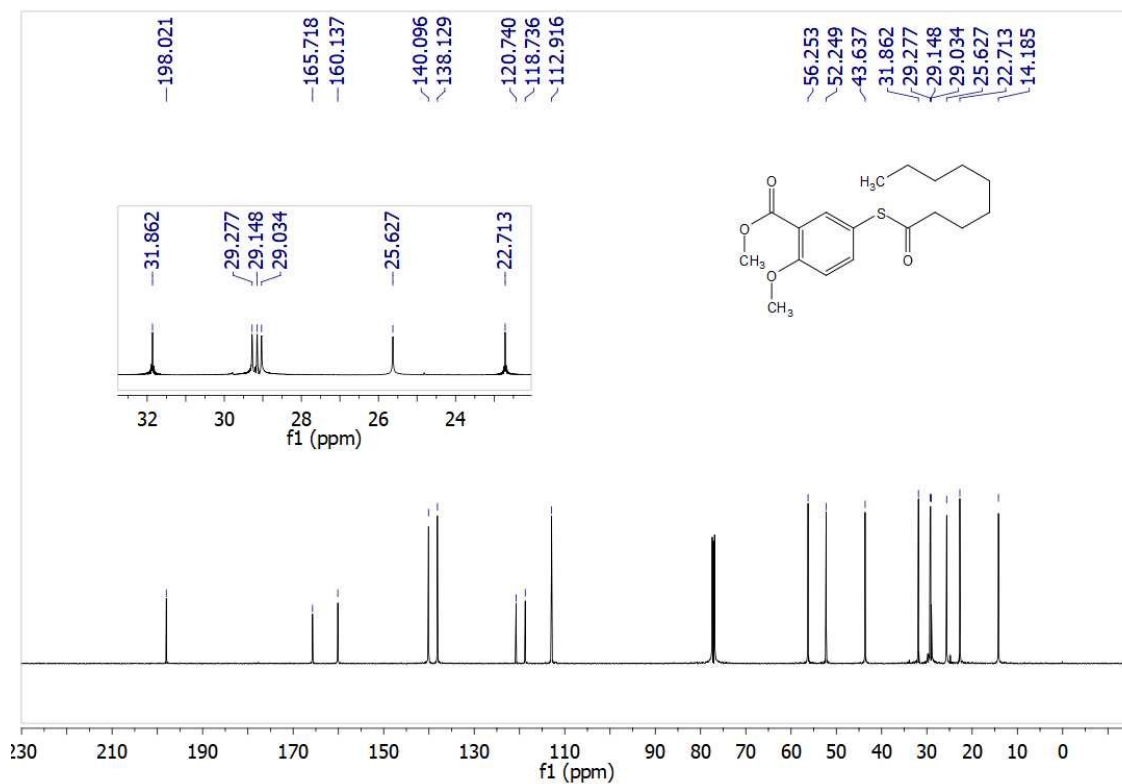 198.021
165.718
160.137
140.096
138.129
120.740
118.736
112.916
56.253
52.249
43.637
31.862
29.277
29.148
29.034
25.627
22.713
14.185
H₃C
O
O
CH₃
O
CH₃
S
O
31.862
29.277
29.148
29.034
25.627
22.713
32 30 28 26 24
f1 (ppm)
230 210 190 170 150 130 110 90 80 70 60 50 40 30 20 10 0
f1 (ppm)